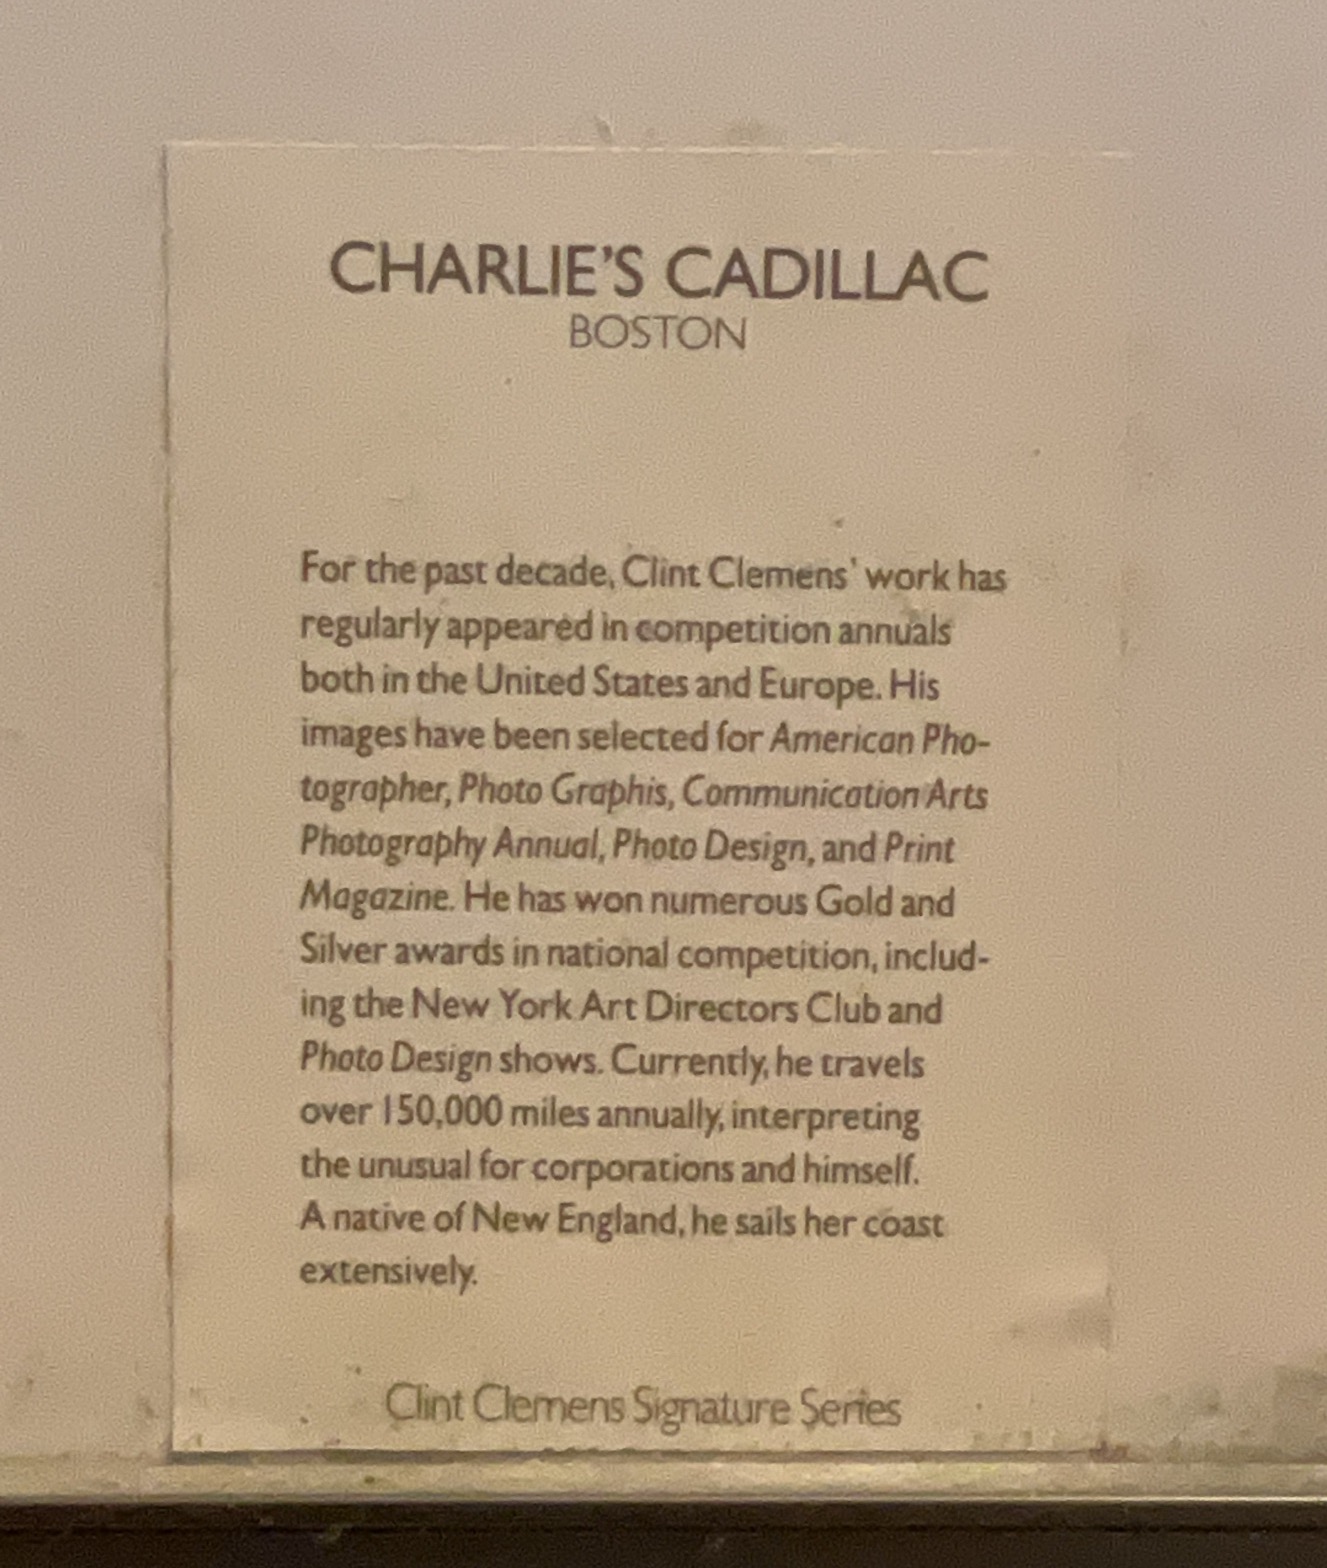 CHARLIE'S CADILLAC
BOSTON
For the past decade, Clint Clemens' work has
regularly appeared in competition annuals
both in the United States and Europe. His
images have been selected for American Pho-
tographer, Photo Graphis, Communication Arts
Photography Annual, Photo Design, and Print
Magazine. He has won numerous Gold and
Silver awards in national competition, includ-
ing the New York Art Directors Club and
Photo Design shows. Currently, he travels
over 150,000 miles annually, interpreting
the unusual for corporations and himself.
A native of New England, he sails her coast
extensively.
Clint Clemens Signature Series